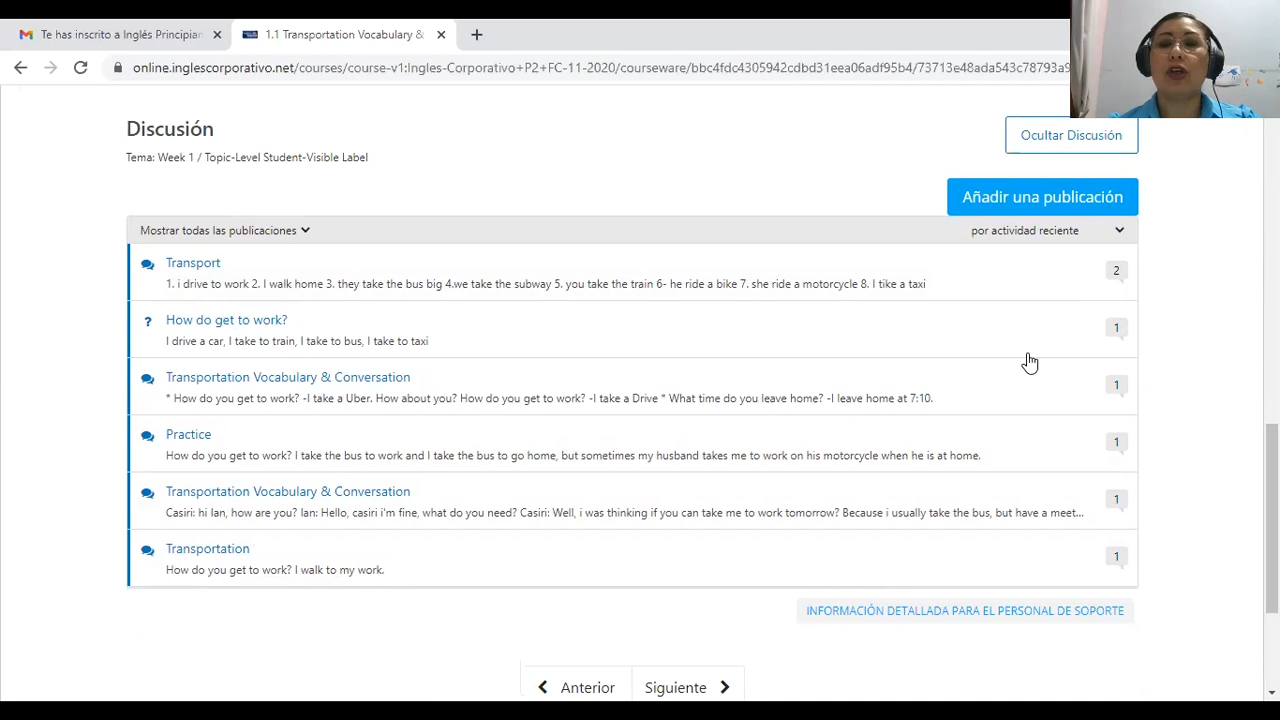 Te has inscrito a Inglés Principian
1.1 Transportation Vocabulary &
online.inglescorporativo.net/courses/course-v1:Ingles-Corporativo+P2+FC-11-2020/courseware/bbc4fdc4305942cdbd31eea06adf95b4/73713e48ada543c78793a9
Discusión
Ocultar Discusión
Tema: Week 1 / Topic-Level Student-Visible Label
Añadir una publicación
Mostrar todas las publicaciones
por actividad reciente
Transport
2
1. i drive to work 2. I walk home 3. they take the bus big 4.we take the subway 5. you take the train 6- he ride a bike 7. she ride a motorcycle 8. I tike a taxi
? How do get to work?
1
I drive a car, I take to train, I take to bus, I take to taxi
Transportation Vocabulary & Conversation
1
* How do you get to work? -I take a Uber. How about you? How do you get to work? -I take a Drive * What time do you leave home? -I leave home at 7:10.
Practice
1
How do you get to work? I take the bus to work and I take the bus to go home, but sometimes my husband takes me to work on his motorcycle when he is at home.
Transportation Vocabulary & Conversation
1
Casiri: hi Ian, how are you? Ian: Hello, casiri i'm fine, what do you need? Casiri: Well, i was thinking if you can take me to work tomorrow? Because i usually take the bus, but have a meet...
Transportation
1
How do you get to work? I walk to my work.
INFORMACIÓN DETALLADA PARA EL PERSONAL DE SOPORTE
Anterior
Siguiente